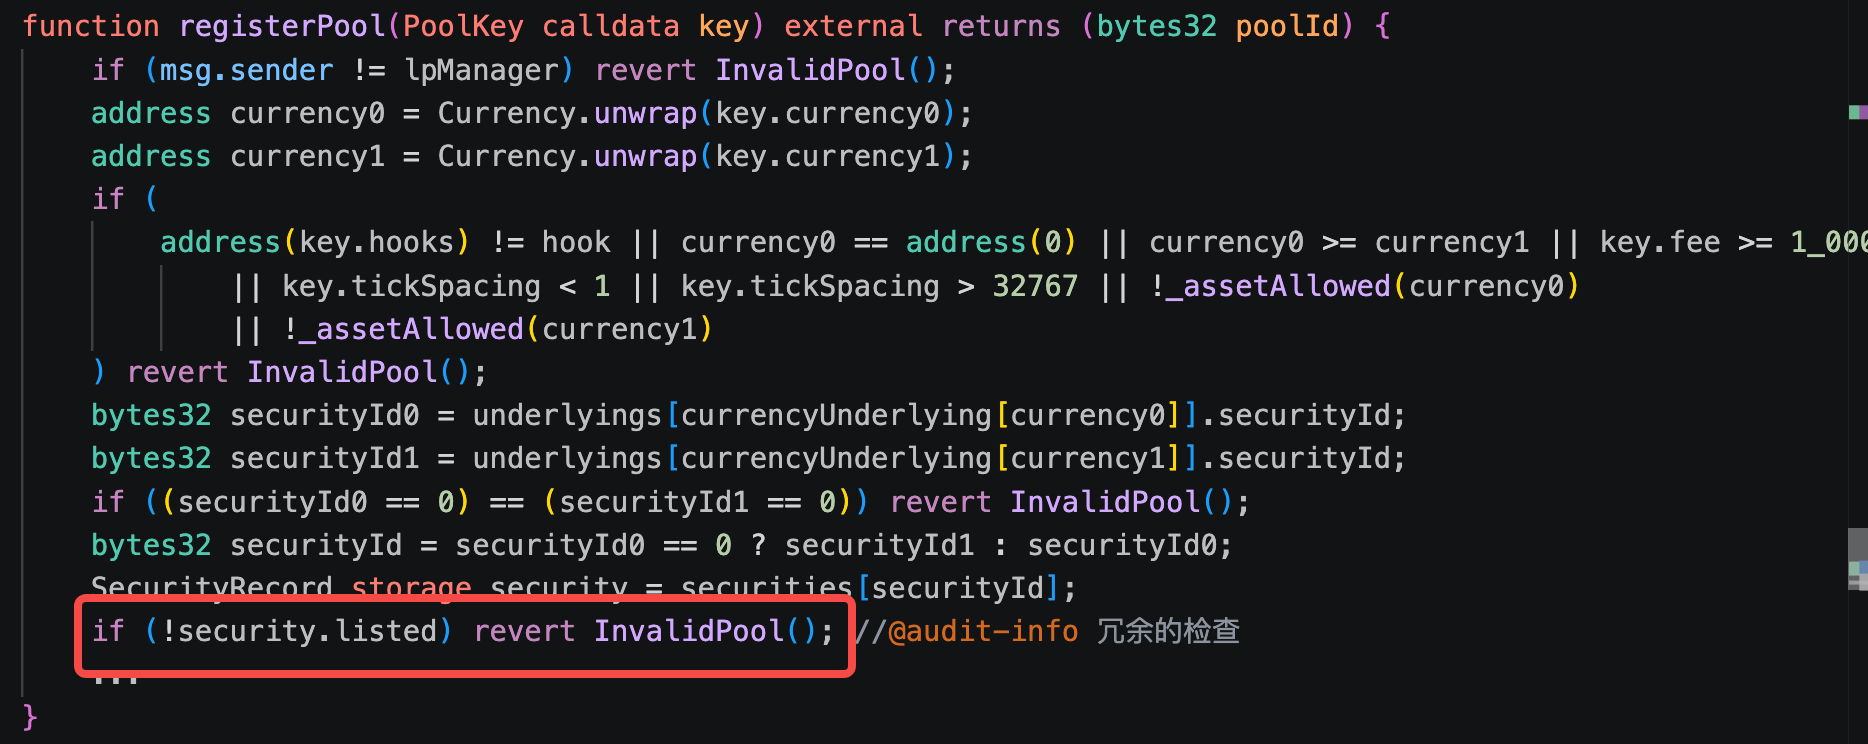 function registerPool(PoolKey calldata key) external returns (bytes32 poolId) {
if (msg.sender != lpManager) revert InvalidPool();
address currency0 = Currency.unwrap(key.currency0);
address currency1 = Currency.unwrap(key.currency1);
if (
address(key.hooks) != hook || currency0 == address(0) || currency0 >= currency1 || key.fee >= 1_000
|| key.tickSpacing < 1 || key.tickSpacing > 32767 || !_assetAllowed(currency0)
|| !_assetAllowed(currency1)
) revert InvalidPool();
bytes32 securityId0 = underlyings[currencyUnderlying[currency0]].securityId;
bytes32 securityId1 = underlyings[currencyUnderlying[currency1]].securityId;
if ((securityId0 == 0) == (securityId1 == 0)) revert InvalidPool();
bytes32 securityId = securityId0 == 0 ? securityId1 : securityId0;
SecurityRecord storage security = securities[securityId];
if (!security.listed) revert InvalidPool(); //@audit-info 冗余的检查
...
}